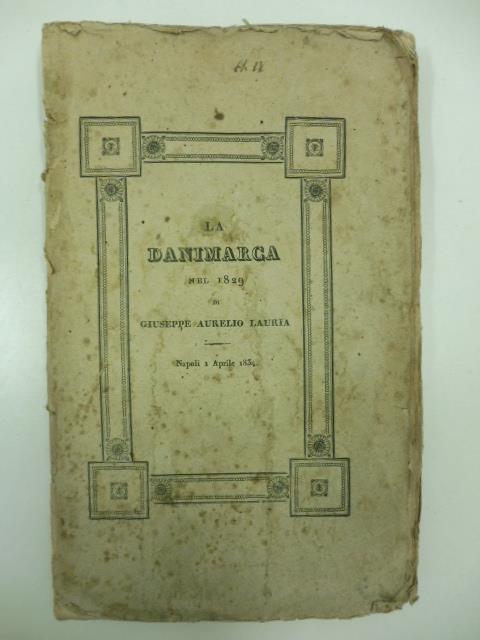 LA
DANIMARCA
NEL 1829
DI
GIUSEPPE AURELIO LAURIA
Napoli 1 Aprile 1834.